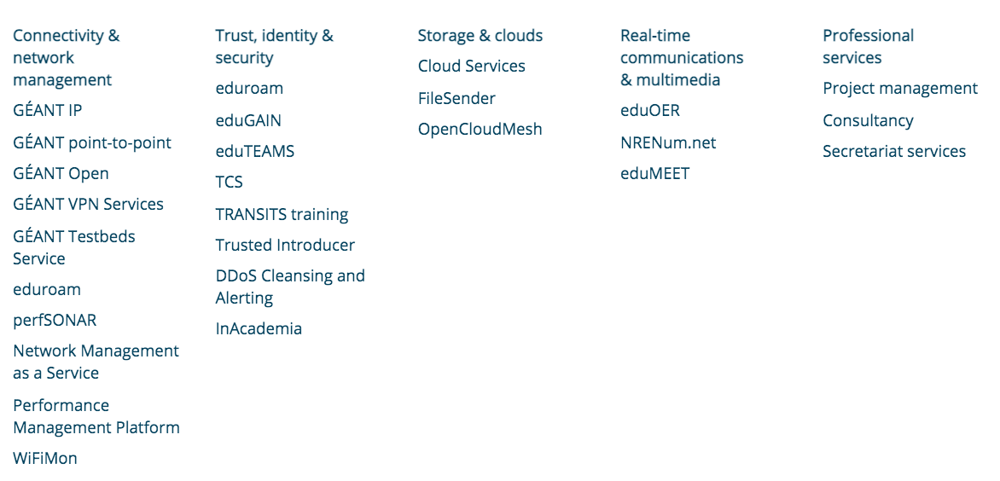 Connectivity &
network
management
GÉANT IP
GÉANT point-to-point
GÉANT Open
GÉANT VPN Services
GÉANT Testbeds
Service
eduroam
perfSONAR
Network Management
as a Service
Performance
Management Platform
WiFiMon
Trust, identity &
security
eduroam
eduGAIN
eduTEAMS
TCS
TRANSITS training
Trusted Introducer
DDoS Cleansing and
Alerting
InAcademia
Storage & clouds
Cloud Services
FileSender
OpenCloudMesh
Real-time
communications
& multimedia
eduOER
NRENum.net
eduMEET
Professional
services
Project management
Consultancy
Secretariat services